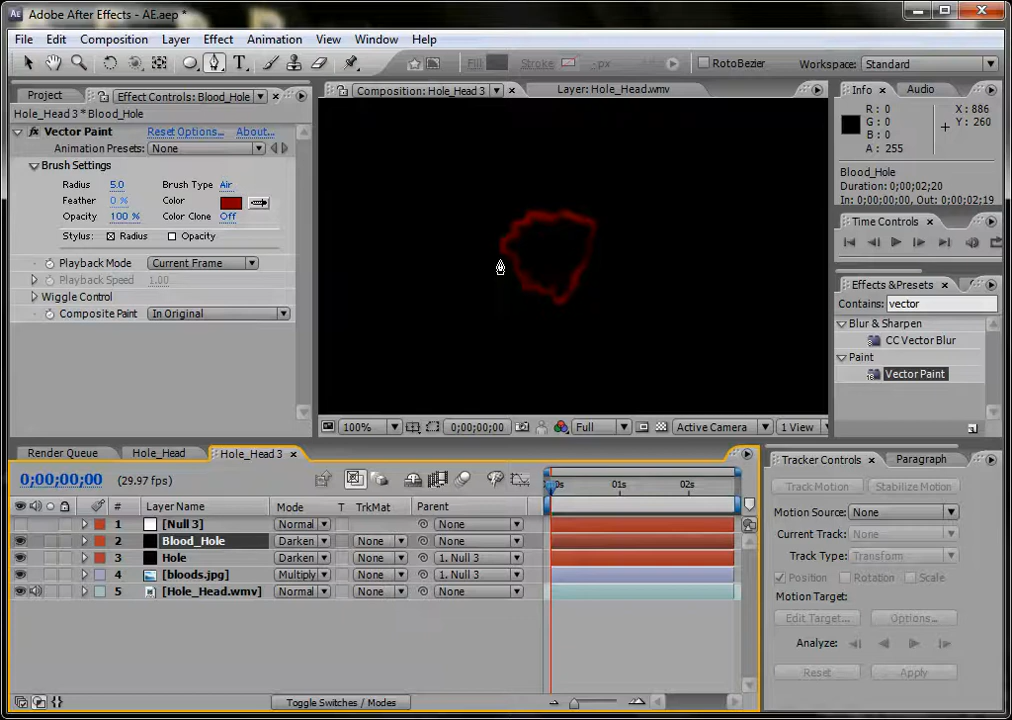 Adobe After Effects - AE.aep *
File Edit Composition Layer Effect Animation View Window Help
Fill Stroke -px RotoBezier Workspace: Standard
Project Effect Controls: Blood_Hole
Hole_Head 3 * Blood_Hole
Vector Paint Reset Options... About...
Animation Presets: None
Brush Settings
Radius 5.0 Brush Type Air
Feather 0 % Color
Opacity 100 % Color Clone Off
Stylus: Radius Opacity
Playback Mode Current Frame
Playback Speed 1.00
Wiggle Control
Composite Paint In Original
Composition: Hole_Head 3 Layer: Hole_Head.wmv
100% 0;00;00;00 Full Active Camera 1 View
Info Audio
R: 0 X: 886
G: 0 Y: 260
B: 0
A: 255
Blood_Hole
Duration: 0;00;02;20
In: 0;00;00;00, Out: 0;00;02;19
Time Controls
Effects & Presets
Contains: vector
Blur & Sharpen
CC Vector Blur
Paint
Vector Paint
Render Queue Hole_Head Hole_Head 3
0;00;00;00 (29.97 fps)
# Layer Name Mode T TrkMat Parent 0s 01s 02s
1 [Null 3] Normal None
2 Blood_Hole Darken None None
3 Hole Darken None 1. Null 3
4 [bloods.jpg] Multiply None 1. Null 3
5 [Hole_Head.wmv] Normal None None
Toggle Switches / Modes
Tracker Controls Paragraph
Track Motion Stabilize Motion
Motion Source: None
Current Track: None
Track Type: Transform
Position Rotation Scale
Motion Target:
Edit Target... Options...
Analyze:
Reset Apply